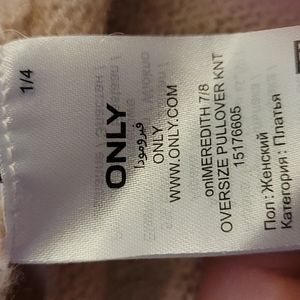 1/4
ONLY
فيرومودا
ONLY
WWW.ONLY.COM
onlMEREDITH 7/8
OVERSIZE PULLOVER KNT
15176605
Пол : Женский
Категория : Платья